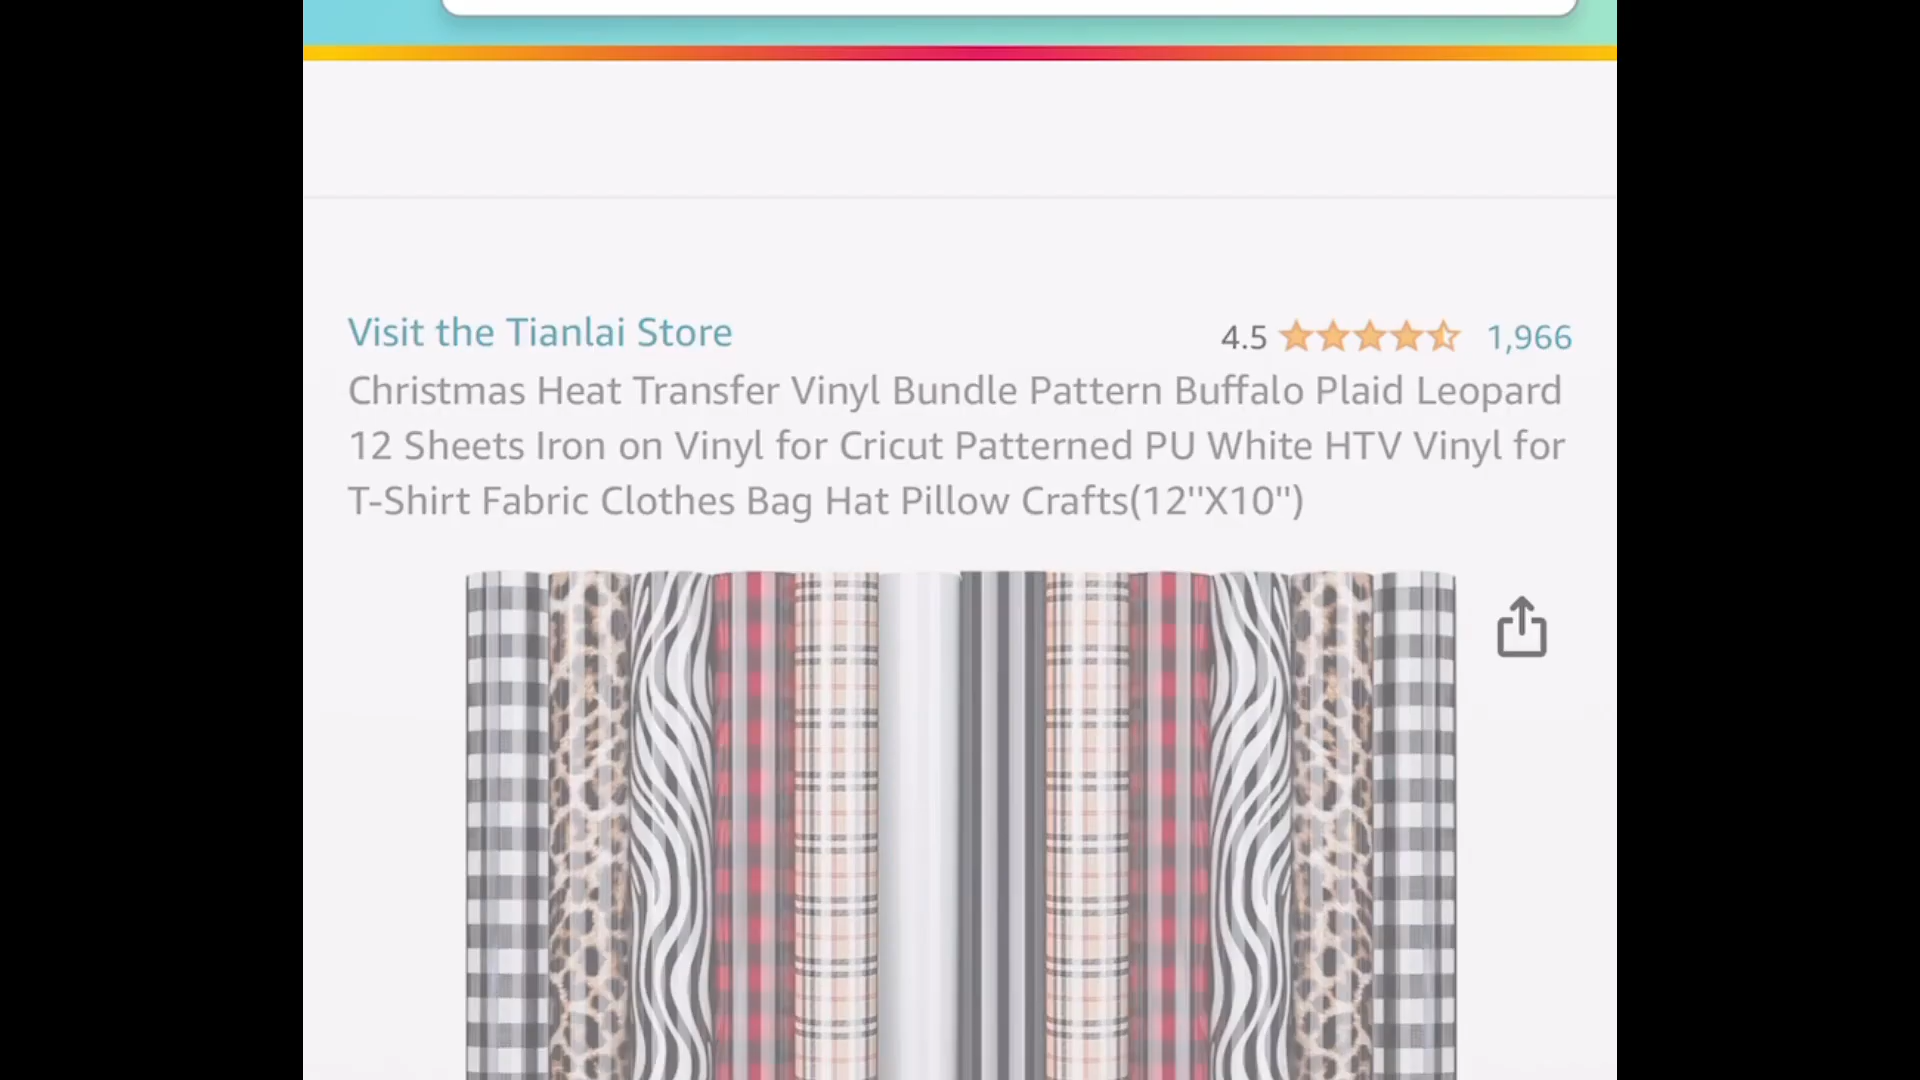 Visit the Tianlai Store
4.5 1,966
Christmas Heat Transfer Vinyl Bundle Pattern Buffalo Plaid Leopard
12 Sheets Iron on Vinyl for Cricut Patterned PU White HTV Vinyl for
T-Shirt Fabric Clothes Bag Hat Pillow Crafts(12''X10'')